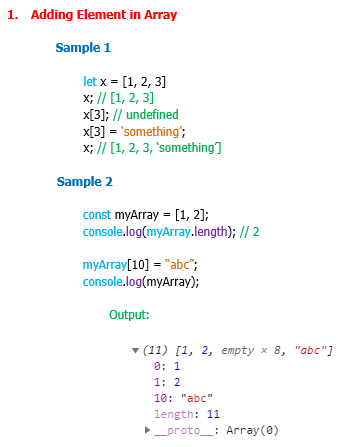 1. Adding Element in Array
Sample 1
let x = [1, 2, 3]
x; // [1, 2, 3]
x[3]; // undefined
x[3] = ‘something’;
x; // [1, 2, 3, ‘something’]
Sample 2
const myArray = [1, 2];
console.log(myArray.length); // 2
myArray[10] = “abc”;
console.log(myArray);
Output:
▼(11) [1, 2, empty × 8, "abc"]
0: 1
1: 2
10: "abc"
length: 11
▶__proto__: Array(0)